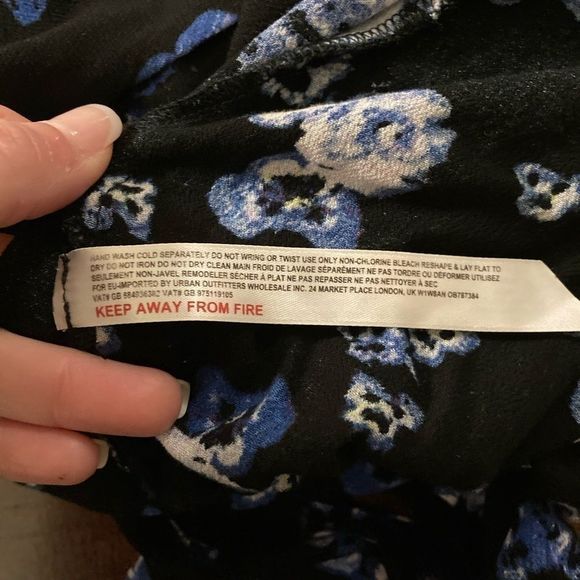 HAND WASH COLD SEPARATELY DO NOT WRING OR TWIST USE ONLY NON-CHLORINE BLEACH RESHAPE & LAY FLAT TO
DRY DO NOT IRON DO NOT DRY CLEAN MAIN FROID DE LAVAGE SÉPARÉMENT NE PAS TORDRE OU DÉFORMER UTILISER
SEULEMENT NON-JAVEL REMODELER SÉCHER À PLAT NE PAS REPASSER NE PAS NETTOYER À SEC
FOR EU-IMPORTED BY URBAN OUTFITTERS WHOLESALE INC. 24 MARKET PLACE LONDON, UK W1W8AN OB787384
VAT# GB 584036382 VAT# GB 975119105
KEEP AWAY FROM FIRE